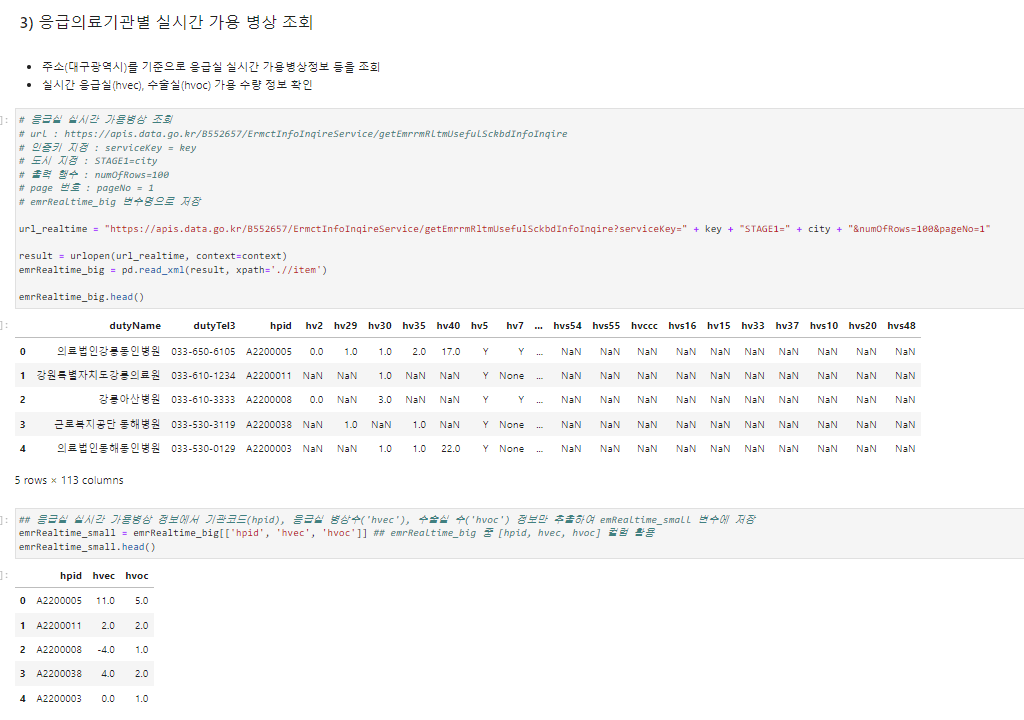 3) 응급의료기관별 실시간 가용 병상 조회
주소(대구광역시)를 기준으로 응급실 실시간 가용병상정보 등을 조회
실시간 응급실(hvec), 수술실(hvoc) 가용 수량 정보 확인
]:
# 응급실 실시간 가용병상 조회
# url : https://apis.data.go.kr/B552657/ErmctInfoInqireService/getEmrrmRltmUsefulSckbdInfoInqire
# 인증키 지정 : serviceKey = key
# 도시 지정 : STAGE1=city
# 출력 행수 : numOfRows=100
# page 번호 : pageNo = 1
# emrRealtime_big 변수명으로 저장
url_realtime = "https://apis.data.go.kr/B552657/ErmctInfoInqireService/getEmrrmRltmUsefulSckbdInfoInqire?serviceKey=" + key + "STAGE1=" + city + "&numOfRows=100&pageNo=1"
result = urlopen(url_realtime, context=context)
emrRealtime_big = pd.read_xml(result, xpath='.//item')
emrRealtime_big.head()
]:
dutyName dutyTel3 hpid hv2 hv29 hv30 hv35 hv40 hv5 hv7 ... hvs54 hvs55 hvccc hvs16 hv15 hv33 hv37 hvs10 hvs20 hvs48
0 의료법인강릉동인병원 033-650-6105 A2200005 0.0 1.0 1.0 2.0 17.0 Y Y ... NaN NaN NaN NaN NaN NaN NaN NaN NaN NaN
1 강원특별자치도강릉의료원 033-610-1234 A2200011 NaN NaN 1.0 NaN NaN Y None ... NaN NaN NaN NaN NaN NaN NaN NaN NaN NaN
2 강릉아산병원 033-610-3333 A2200008 0.0 NaN 3.0 NaN NaN Y Y ... NaN NaN NaN NaN NaN NaN NaN NaN NaN NaN
3 근로복지공단 동해병원 033-530-3119 A2200038 NaN 1.0 NaN 1.0 NaN Y None ... NaN NaN NaN NaN NaN NaN NaN NaN NaN NaN
4 의료법인동해동인병원 033-530-0129 A2200003 NaN NaN 1.0 1.0 22.0 Y None ... NaN NaN NaN NaN NaN NaN NaN NaN NaN NaN
5 rows × 113 columns
]:
## 응급실 실시간 가용병상 정보에서 기관코드(hpid), 응급실 병상수('hvec'), 수술실 수('hvoc') 정보만 추출하여 emRealtime_small 변수에 저장
emrRealtime_small = emrRealtime_big[['hpid', 'hvec', 'hvoc']] ## emrRealtime_big 중 [hpid, hvec, hvoc] 컬럼 활용
emrRealtime_small.head()
]:
hpid hvec hvoc
0 A2200005 11.0 5.0
1 A2200011 2.0 2.0
2 A2200008 -4.0 1.0
3 A2200038 4.0 2.0
4 A2200003 0.0 1.0